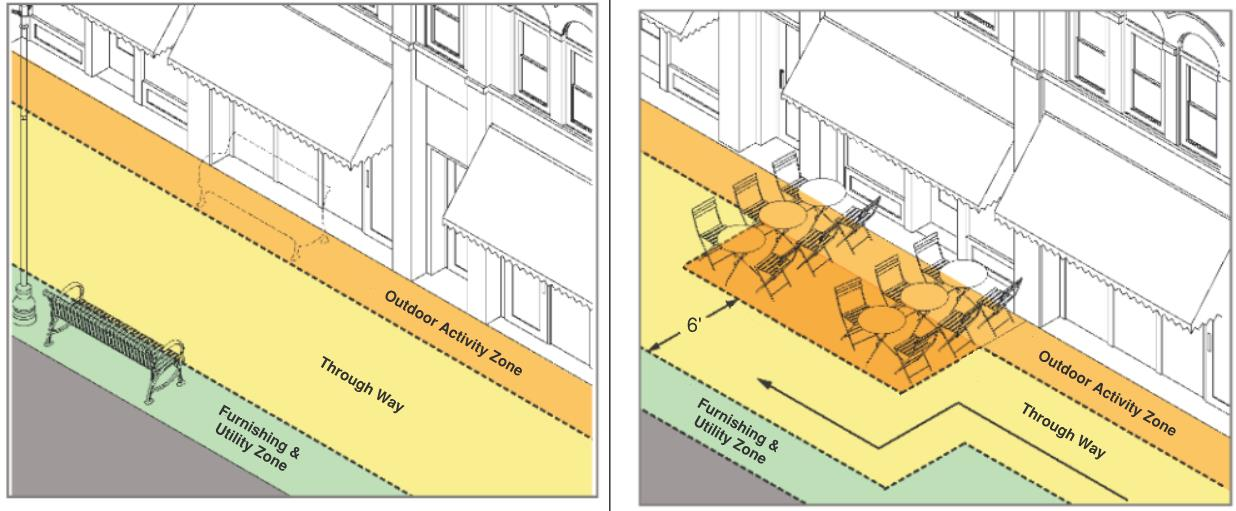 Outdoor Activity Zone
Through Way
Furnishing &
Utility Zone
6'
Outdoor Activity Zone
Through Way
Furnishing &
Utility Zone